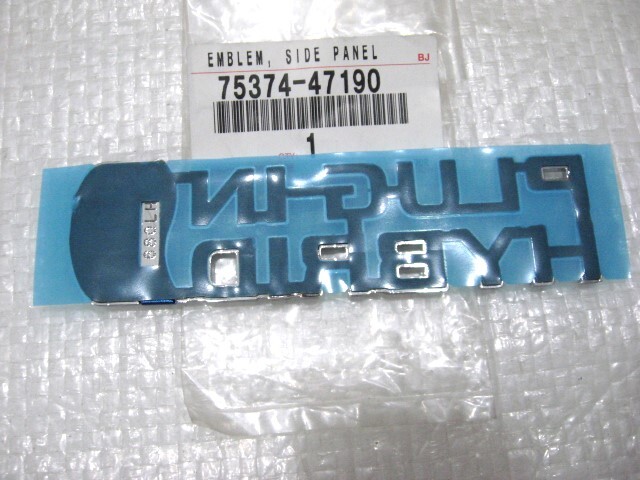 EMBLEM, SIDE PANEL
BJ
75374-47190
1
PLUG-IN
HYBRID